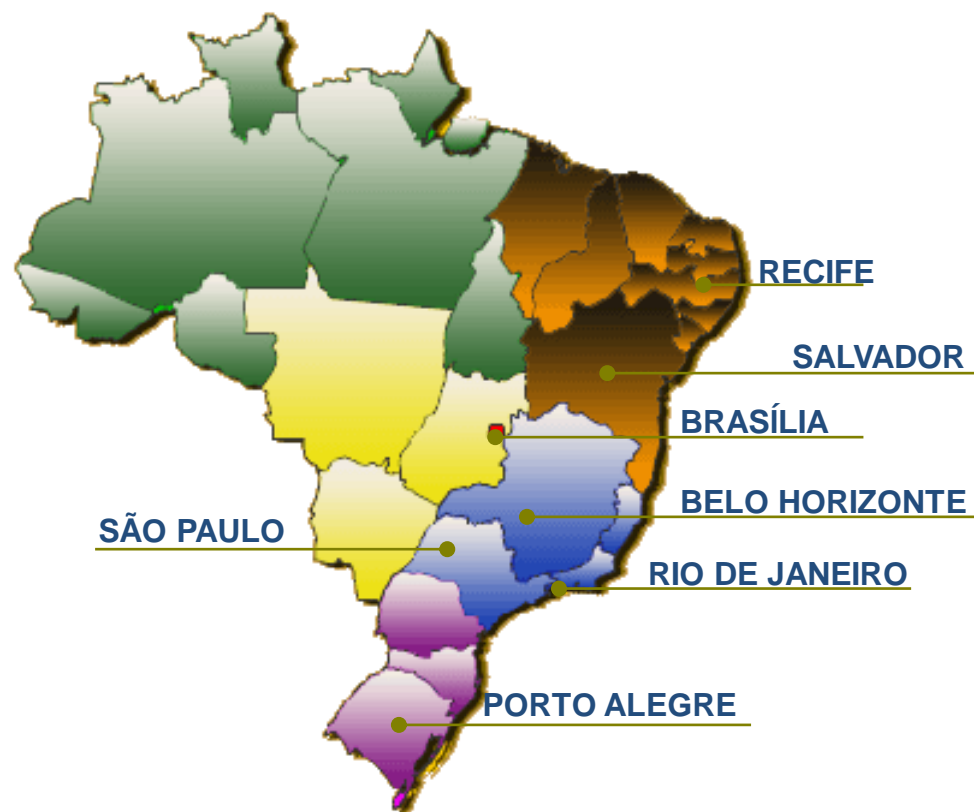 RECIFE
SALVADOR
BRASÍLIA
BELO HORIZONTE
SÃO PAULO
RIO DE JANEIRO
PORTO ALEGRE